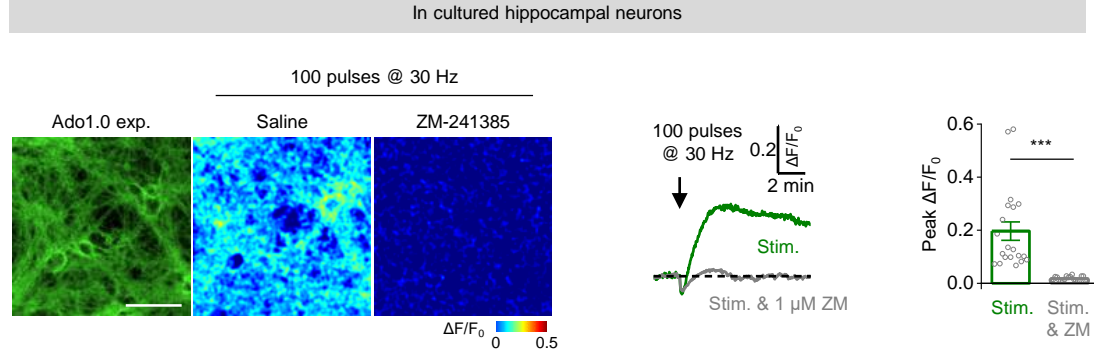 In cultured hippocampal neurons
100 pulses @ 30 Hz
Ado1.0 exp.
Saline
ZM-241385
ΔF/F0
0
0.5
100 pulses
@ 30 Hz
0.2
ΔF/F0
2 min
Stim.
Stim. & 1 µM ZM
Peak ΔF/F0
0.6
0.4
0.2
0.0
***
Stim.
Stim.
& ZM